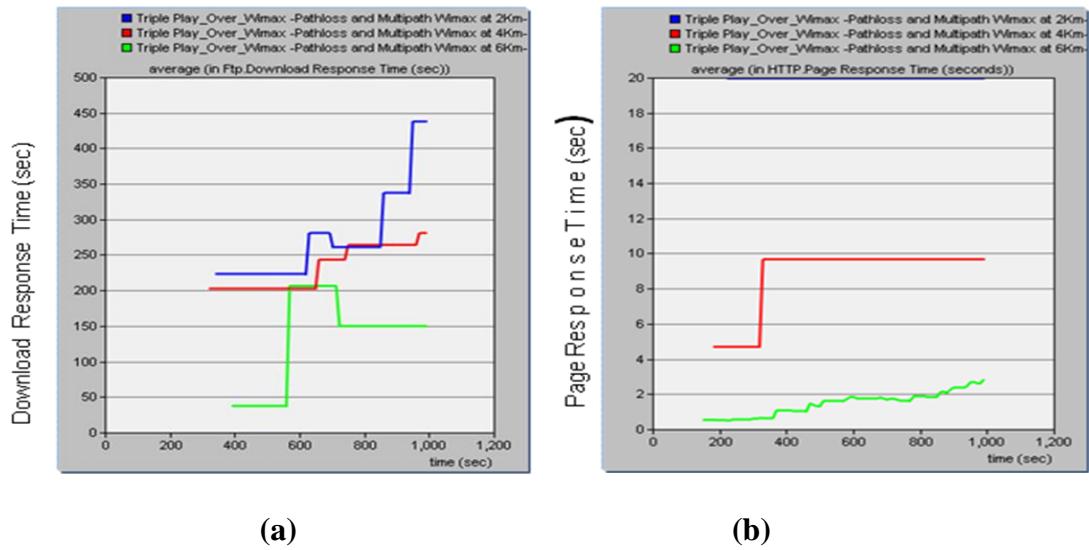 Triple Play_Over_Wimax -Pathloss and Multipath Wimax at 2Km-
Triple Play_Over_Wimax -Pathloss and Multipath Wimax at 4Km-
Triple Play_Over_Wimax -Pathloss and Multipath Wimax at 6Km-
average (in Ftp.Download Response Time (sec))
Download Response Time (sec)
500
450
400
350
300
250
200
150
100
50
0
0 200 400 600 800 1,000 1,200
time (sec)
(a)
Triple Play_Over_Wimax -Pathloss and Multipath Wimax at 2Km-
Triple Play_Over_Wimax -Pathloss and Multipath Wimax at 4Km-
Triple Play_Over_Wimax -Pathloss and Multipath Wimax at 6Km-
average (in HTTP.Page Response Time (seconds))
Page Response Time (sec)
20
18
16
14
12
10
8
6
4
2
0
0 200 400 600 800 1,000 1,200
time (sec)
(b)